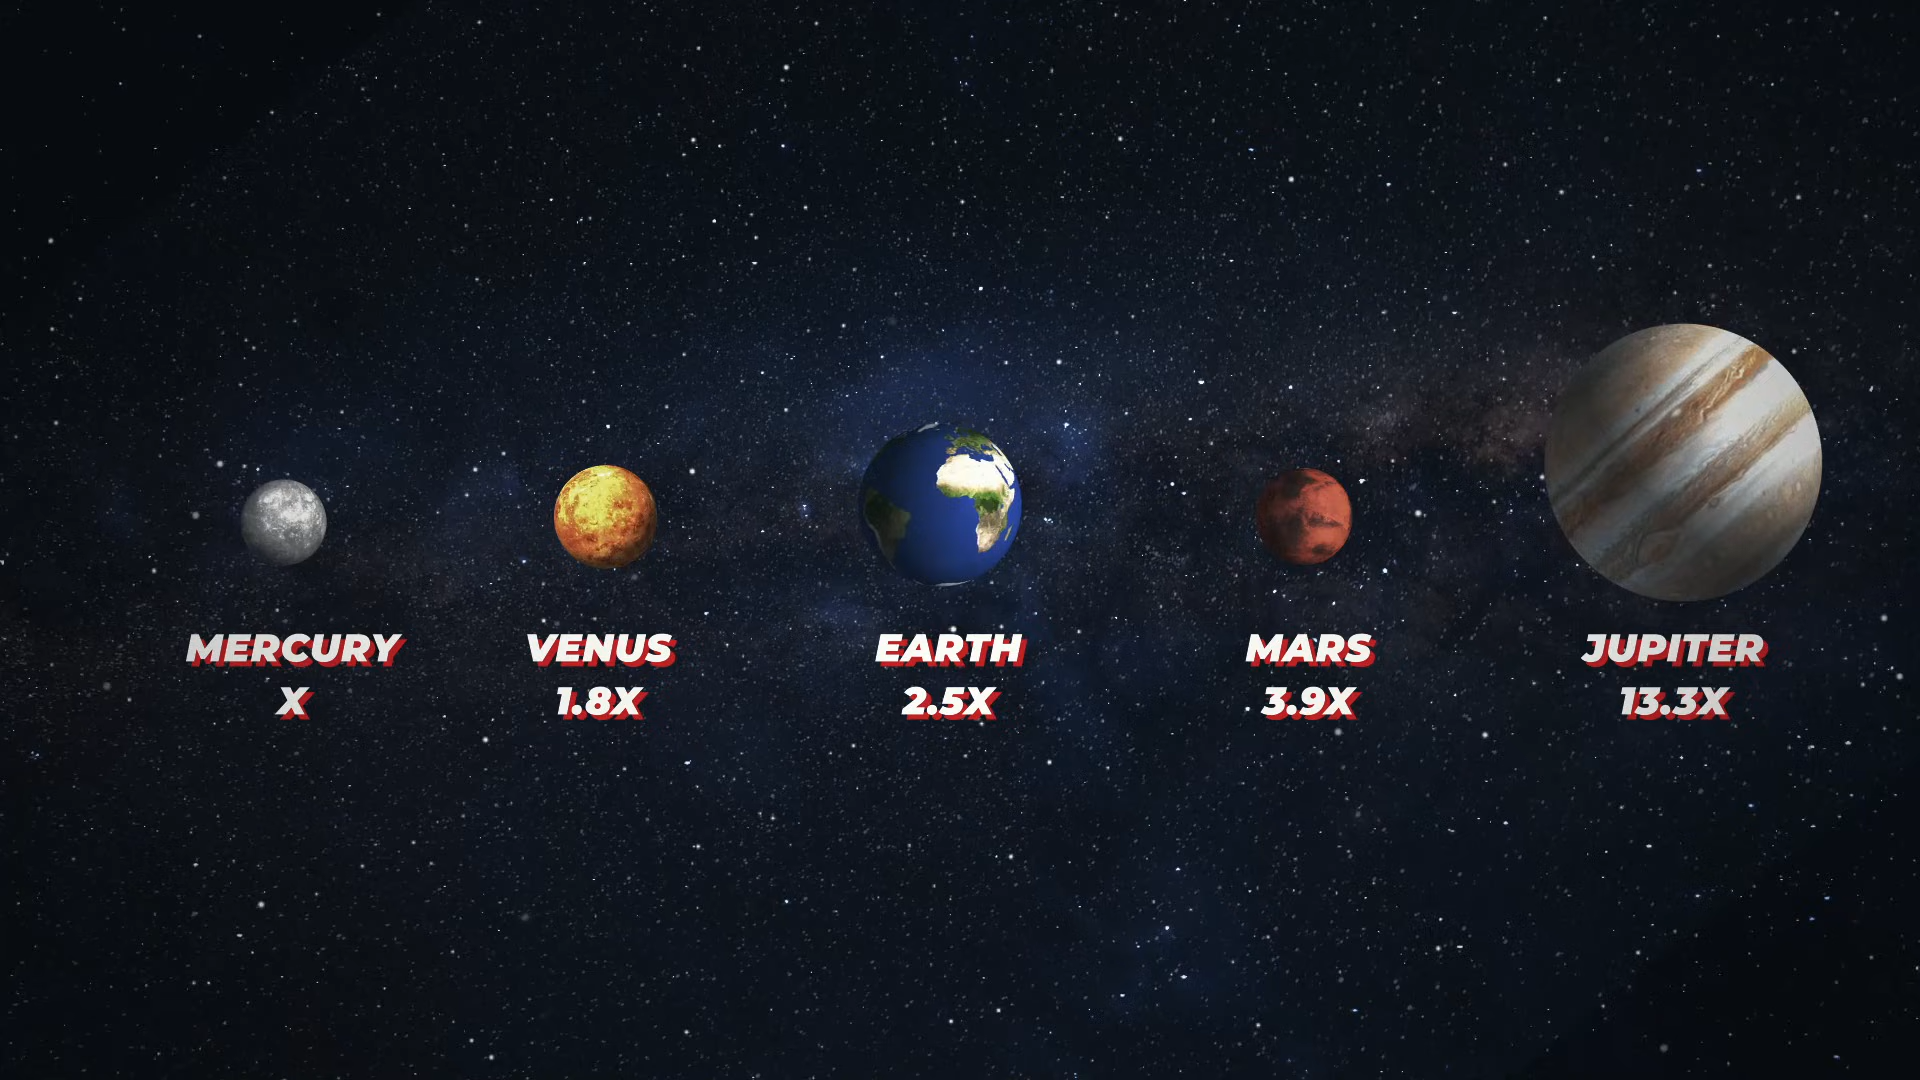 MERCURY
X
VENUS
1.8X
EARTH
2.5X
MARS
3.9X
JUPITER
13.3X